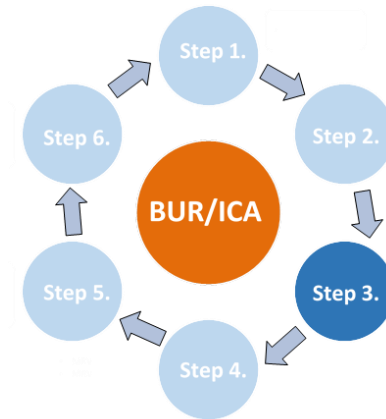 Step 1.
Step 2.
Step 3.
Step 4.
Step 5.
Step 6.
BUR/ICA